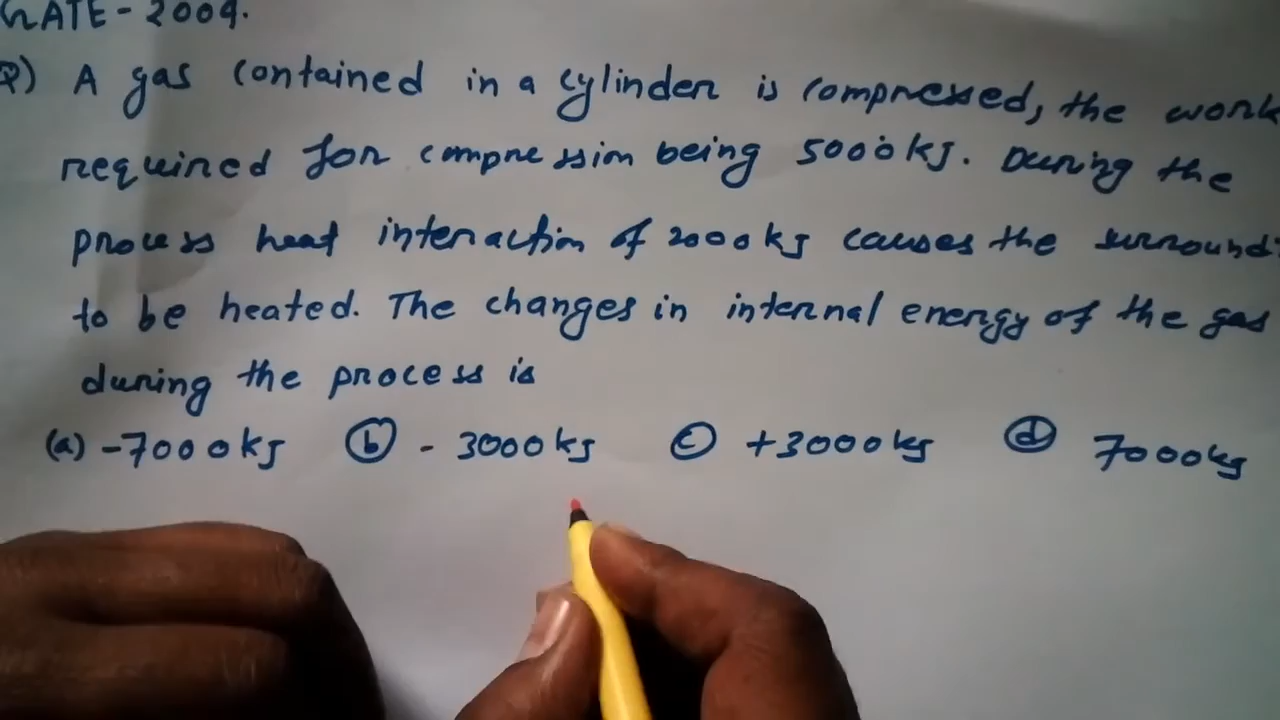 GATE - 2004.
Q) A gas contained in a cylinder is compressed, the work
required for compression being 5000kJ. During the
process heat interaction of 2000kJ causes the surroundi
to be heated. The changes in internal energy of the gas
during the process is
(a) -7000kJ (b) - 3000kJ (c) +3000kJ (d) 7000kJ